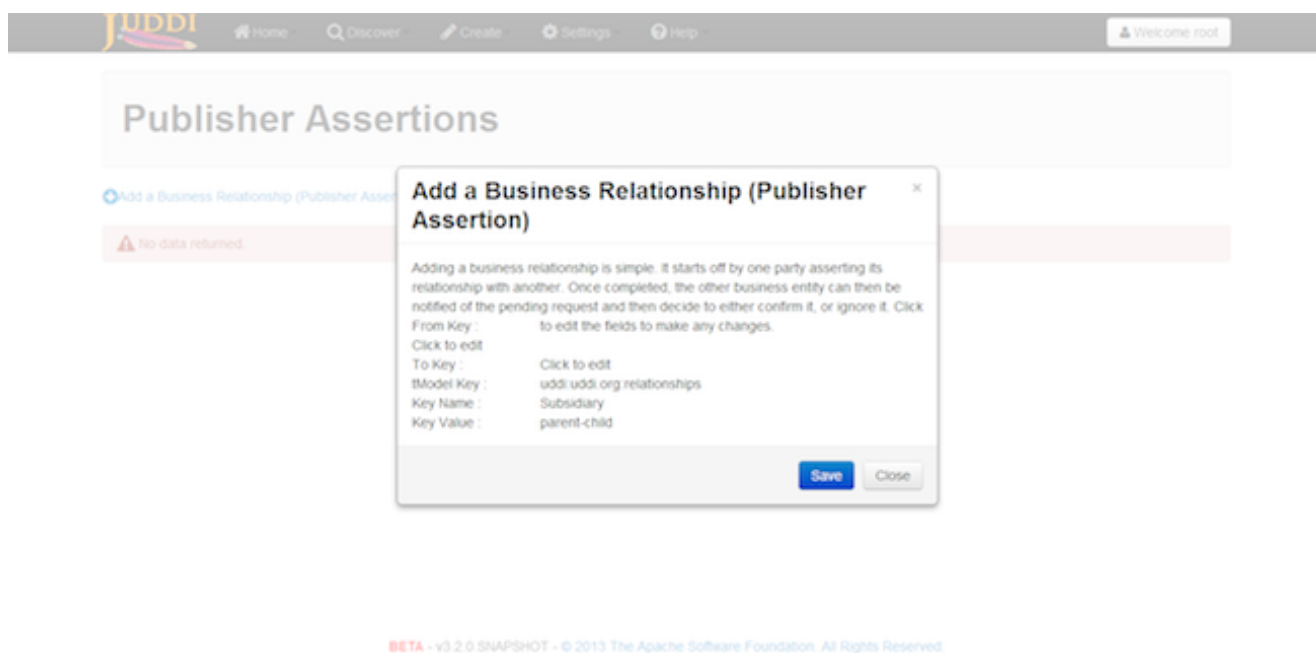 jUDDI
Home Discover Create Settings Help Welcome root
Publisher Assertions
Add a Business Relationship (Publisher Asser
No data returned.
Add a Business Relationship (Publisher ×
Assertion)
Adding a business relationship is simple. It starts off by one party asserting its
relationship with another. Once completed, the other business entity can then be
notified of the pending request and then decide to either confirm it, or ignore it. Click
From Key : to edit the fields to make any changes.
Click to edit
To Key : Click to edit
tModel Key : uddi:uddi.org:relationships
Key Name : Subsidiary
Key Value : parent-child
Save Close
BETA - v3.2.0.SNAPSHOT - © 2013 The Apache Software Foundation. All Rights Reserved.